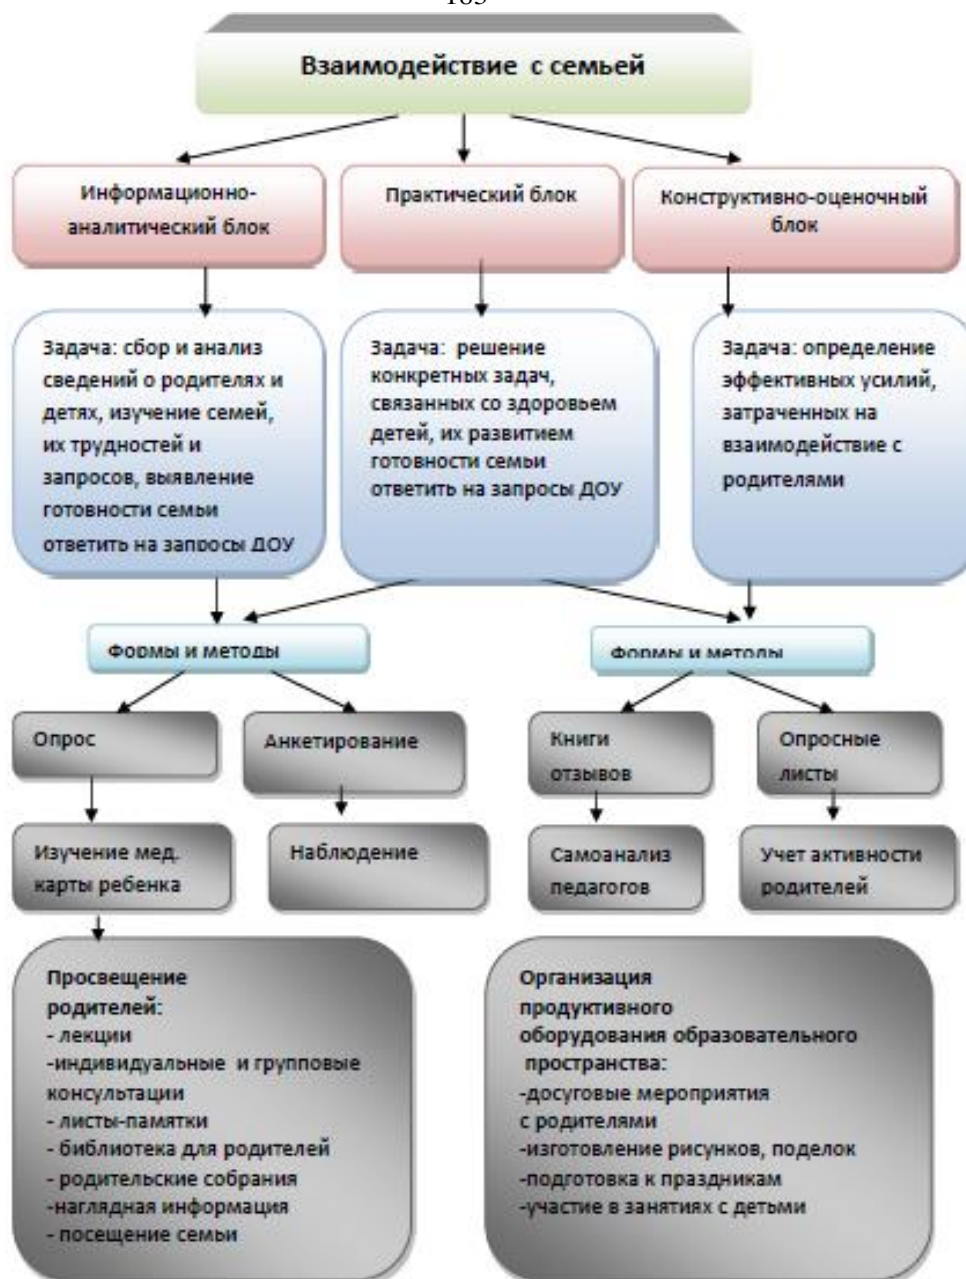 185
Взаимодействие с семьей
Информационно-
аналитический блок
Практический блок
Конструктивно-оценочный
блок
Задача: сбор и анализ
сведений о родителях и
детях, изучение семей,
их трудностей и
запросов, выявление
готовности семьи
ответить на запросы ДОУ
Задача: решение
конкретных задач,
связанных со здоровьем
детей, их развитием
готовности семьи
ответить на запросы ДОУ
Задача: определение
эффективных усилий,
затраченных на
взаимодействие с
родителями
Формы и методы
Формы и методы
Опрос
Анкетирование
Книги
отзывов
Опросные
листы
Изучение мед.
карты ребенка
Наблюдение
Самоанализ
педагогов
Учет активности
родителей
Просвещение
родителей:
- лекции
-индивидуальные и групповые
консультации
- листы-памятки
- библиотека для родителей
- родительские собрания
-наглядная информация
- посещение семьи
Организация
продуктивного
оборудования образовательного
пространства:
-досуговые мероприятия
с родителями
-изготовление рисунков, поделок
-подготовка к праздникам
-участие в занятиях с детьми